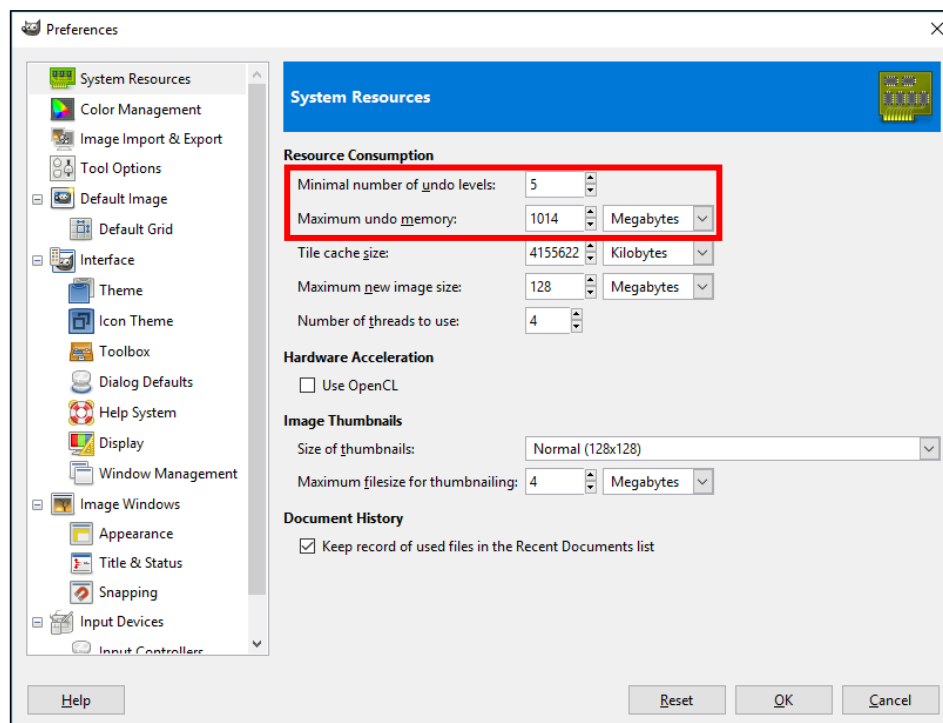 Preferences
System Resources
Color Management
Image Import & Export
Tool Options
Default Image
Default Grid
Interface
Theme
Icon Theme
Toolbox
Dialog Defaults
Help System
Display
Window Management
Image Windows
Appearance
Title & Status
Snapping
Input Devices
Input Controllers
System Resources
Resource Consumption
Minimal number of undo levels: 5
Maximum undo memory: 1014 Megabytes
Tile cache size: 4155622 Kilobytes
Maximum new image size: 128 Megabytes
Number of threads to use: 4
Hardware Acceleration
Use OpenCL
Image Thumbnails
Size of thumbnails: Normal (128x128)
Maximum filesize for thumbnailing: 4 Megabytes
Document History
Keep record of used files in the Recent Documents list
Help Reset OK Cancel